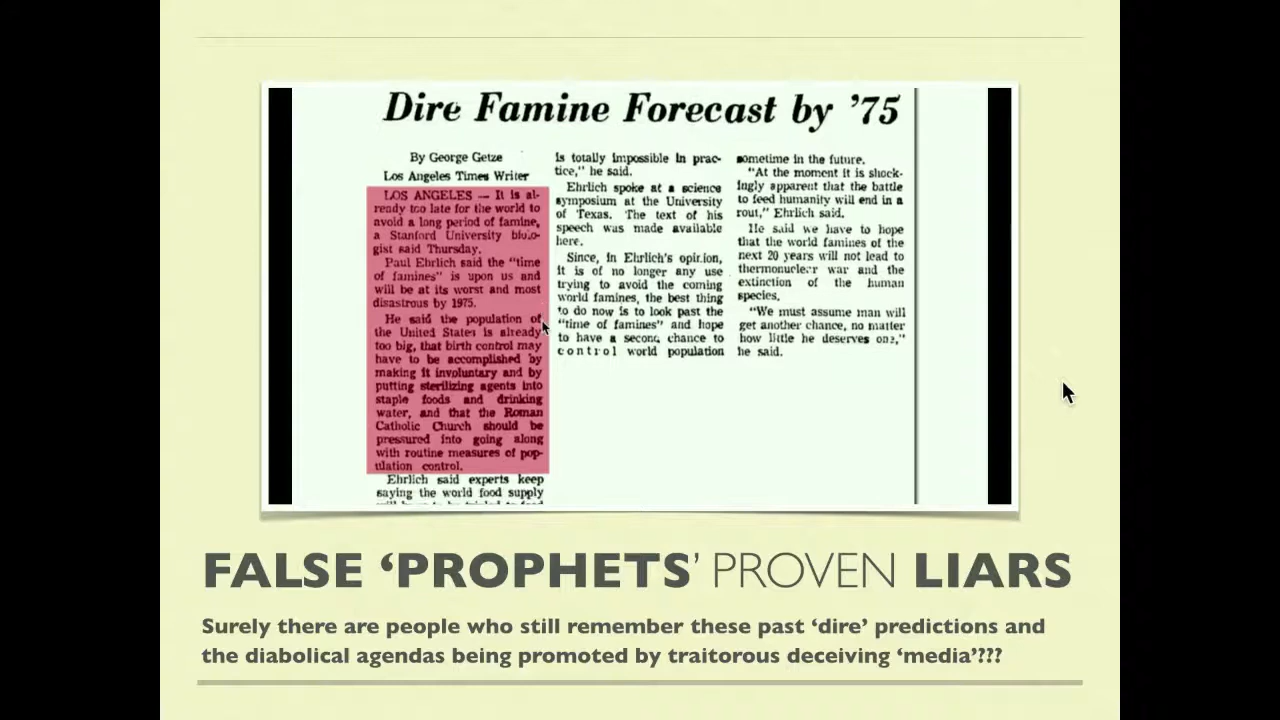 Dire Famine Forecast by ’75
By George Getze
Los Angeles Times Writer
LOS ANGELES — It is al-
ready too late for the world to
avoid a long period of famine,
a Stanford University biolo-
gist said Thursday.
Paul Ehrlich said the “time
of famines” is upon us and
will be at its worst and most
disastrous by 1975.
He said the population of
the United States is already
too big, that birth control may
have to be accomplished by
making it involuntary and by
putting sterilizing agents into
staple foods and drinking
water, and that the Roman
Catholic Church should be
pressured into going along
with routine measures of pop-
ulation control.
Ehrlich said experts keep
saying the world food supply
is totally impossible in prac-
tice,” he said.
Ehrlich spoke at a science
symposium at the University
of Texas. The text of his
speech was made available
here.
Since, in Ehrlich’s opinion,
it is of no longer any use
trying to avoid the coming
world famines, the best thing
to do now is to look past the
“time of famines” and hope
to have a second chance to
control world population
sometime in the future.
“At the moment it is shock-
ingly apparent that the battle
to feed humanity will end in a
rout,” Ehrlich said.
He said we have to hope
that the world famines of the
next 20 years will not lead to
thermonuclear war and the
extinction of the human
species.
“We must assume man will
get another chance, no matter
how little he deserves one,”
he said.
FALSE ‘PROPHETS’ PROVEN LIARS
Surely there are people who still remember these past ‘dire’ predictions and
the diabolical agendas being promoted by traitorous deceiving ‘media’???